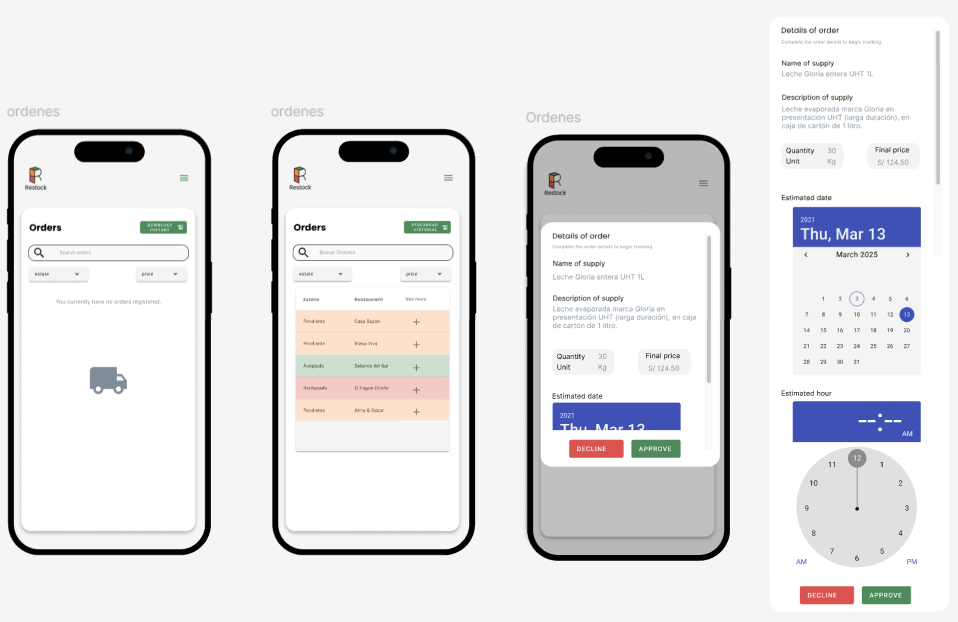 ordenes
Restock
Orders
DOWNLOAD
HISTORY
Search orders
estate
price
You currently have no orders registered.
ordenes
Restock
Orders
DESCARGAR
HISTORIAL
Buscar Ordenes
estate
price
Estate Restaurant See more
Pendiente Casa Sazon +
Pendiente Brasa Viva +
Aceptado Sabores del Sur +
Rechazado El Fogon Criollo +
Pendiente Alma & Sabor +
Ordenes
Restock
Details of order
Complete the order details to begin tracking.
Name of supply
Leche Gloria entera UHT 1L
Description of supply
Leche evaporada marca Gloria en
presentación UHT (larga duración), en caja
de cartón de 1 litro.
Quantity 30
Unit Kg
Final price
S/ 124.50
Estimated date
2021
Thu, Mar 13
DECLINE
APPROVE
Details of order
Complete the order details to begin tracking.
Name of supply
Leche Gloria entera UHT 1L
Description of supply
Leche evaporada marca Gloria en
presentación UHT (larga duración), en
caja de cartón de 1 litro.
Quantity 30
Unit Kg
Final price
S/ 124.50
Estimated date
2021
Thu, Mar 13
< March 2025 >
1 2 3 4 5 6
7 8 9 10 11 12 13
14 15 16 17 18 19 20
21 22 23 24 25 26 27
28 29 30 31
Estimated hour
--:--
AM
12
11 1
10 2
9 3
8 4
7 5
6
AM PM
DECLINE
APPROVE